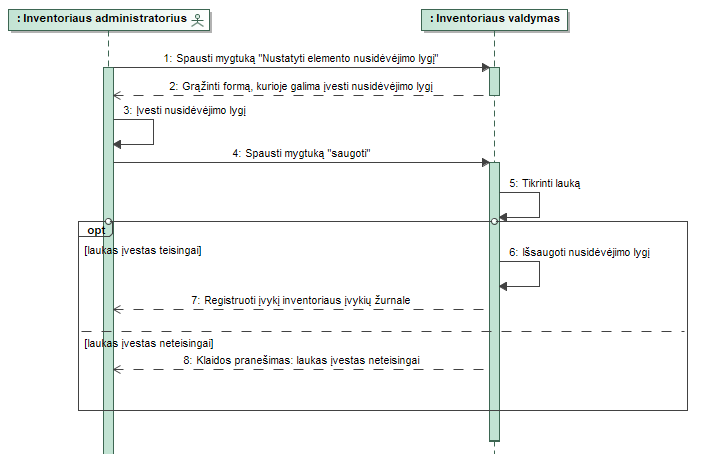 : Inventoriaus administratorius
: Inventoriaus valdymas
1: Spausti mygtuką "Nustatyti elemento nusidėvėjimo lygį"
2: Grąžinti formą, kurioje galima įvesti nusidėvėjimo lygį
3: Įvesti nusidėvėjimo lygį
4: Spausti mygtuką "saugoti"
5: Tikrinti lauką
opt
[laukas įvestas teisingai]
6: Išsaugoti nusidėvėjimo lygį
7: Registruoti įvykį inventoriaus įvykių žurnale
[laukas įvestas neteisingai]
8: Klaidos pranešimas: laukas įvestas neteisingai